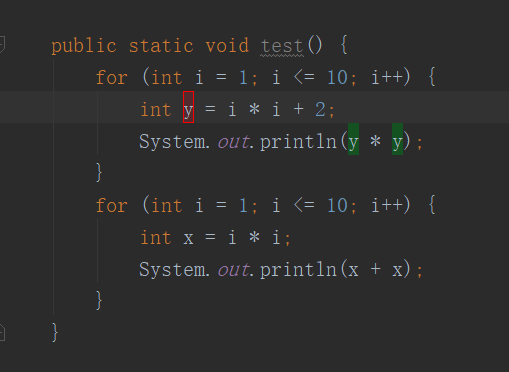 public static void test() {
for (int i = 1; i <= 10; i++) {
int y = i * i + 2;
System.out.println(y * y);
}
for (int i = 1; i <= 10; i++) {
int x = i * i;
System.out.println(x + x);
}
}